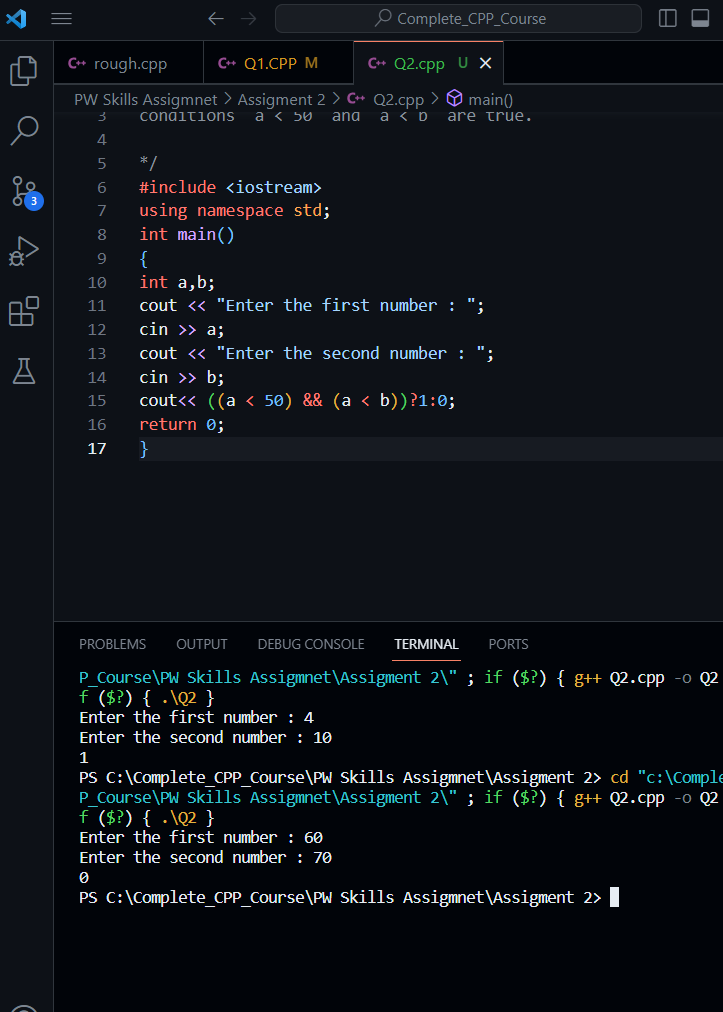 Complete_CPP_Course
C++ rough.cpp C++ Q1.CPP M C++ Q2.cpp U
PW Skills Assigmnet > Assigment 2 > C++ Q2.cpp > main()
3 conditions a < 50 and a < b are true.
4
5 */
6 #include <iostream>
7 using namespace std;
8 int main()
9 {
10 int a,b;
11 cout << "Enter the first number : ";
12 cin >> a;
13 cout << "Enter the second number : ";
14 cin >> b;
15 cout<< ((a < 50) && (a < b))?1:0;
16 return 0;
17 }
3
PROBLEMS OUTPUT DEBUG CONSOLE TERMINAL PORTS
P_Course\PW Skills Assigmnet\Assigment 2\" ; if ($?) { g++ Q2.cpp -o Q2
f ($?) { .\Q2 }
Enter the first number : 4
Enter the second number : 10
1
PS C:\Complete_CPP_Course\PW Skills Assigmnet\Assigment 2> cd "c:\Comple
P_Course\PW Skills Assigmnet\Assigment 2\" ; if ($?) { g++ Q2.cpp -o Q2
f ($?) { .\Q2 }
Enter the first number : 60
Enter the second number : 70
0
PS C:\Complete_CPP_Course\PW Skills Assigmnet\Assigment 2>